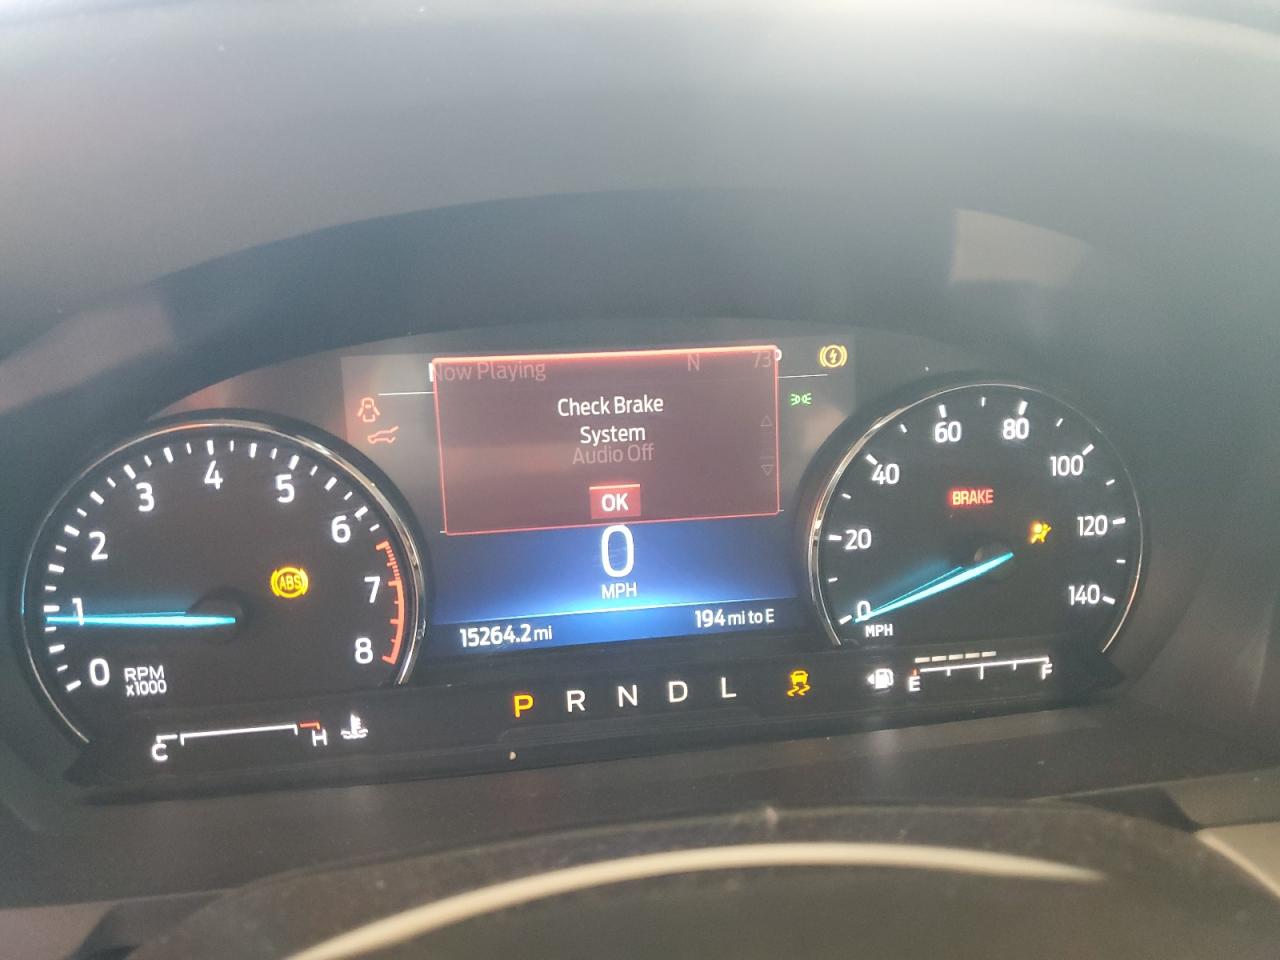 Now Playing N 73°
Check Brake
System
Audio Off
OK
0
MPH
15264.2 mi 194 mi to E
0 1 2 3 4 5 6 7 8
RPM
x1000
ABS
C H
P R N D L
0 20 40 60 80 100 120 140
MPH
BRAKE
E F